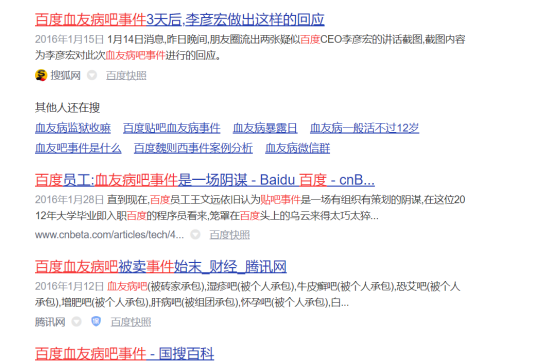 百度血友病吧事件3天后,李彦宏做出这样的回应
2016年1月15日 1月14日消息,昨日晚间,朋友圈流出两张疑似百度CEO李彦宏的讲话截图,截图内容
为李彦宏对此次血友病吧事件进行的回应。
搜狐网 百度快照
其他人还在搜
血友病监狱收嘛 百度贴吧血友病事件 血友病暴露日 血友病一般活不过12岁
血友吧事件是什么 百度魏则西事件案例分析 血友病微信群
百度员工:血友病吧事件是一场阴谋 - Baidu 百度 - cnB...
2016年1月28日 直到现在,百度员工王文远依旧认为贴吧事件是一场有组织有策划的阴谋,在这位20
12年大学毕业即入职百度的程序员看来,笼罩在百度头上的乌云来得太巧太猝...
www.cnbeta.com/articles/tech/4... 百度快照
百度血友病吧被卖事件始末_财经_腾讯网
2016年1月12日 血友病吧(被砖家承包),湿疹吧(被个人承包),牛皮癣吧(被个人承包),恐艾吧(被个人
承包),增肥吧(被个人承包),肝病吧(被组团承包),怀孕吧(被个人承包),白...
腾讯网 百度快照
百度血友病吧事件 - 国搜百科